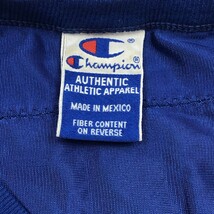 Champion
AUTHENTIC
ATHLETIC APPAREL
MADE IN MEXICO
FIBER CONTENT
ON REVERSE